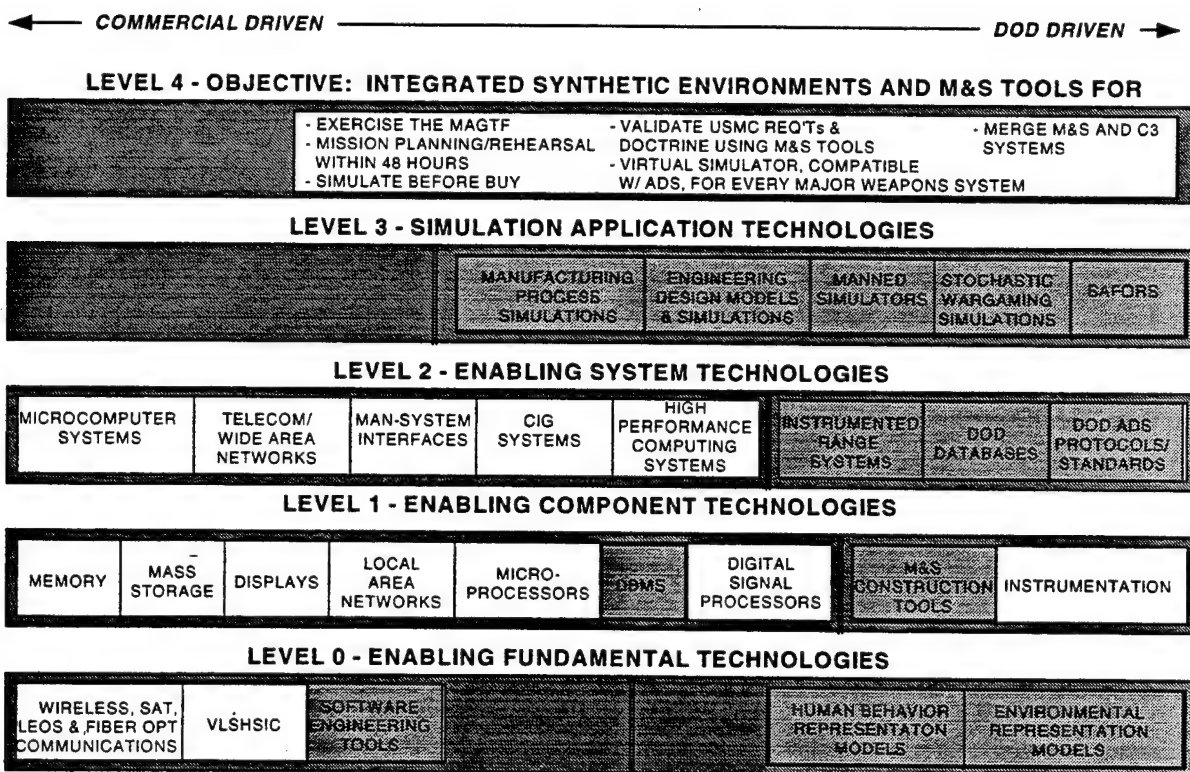 COMMERCIAL DRIVEN
DOD DRIVEN
LEVEL 4 - OBJECTIVE: INTEGRATED SYNTHETIC ENVIRONMENTS AND M&S TOOLS FOR
- EXERCISE THE MAGTF
- MISSION PLANNING/REHEARSAL
WITHIN 48 HOURS
- SIMULATE BEFORE BUY
- VALIDATE USMC REQ'Ts &
DOCTRINE USING M&S TOOLS
- VIRTUAL SIMULATOR, COMPATIBLE
W/ ADS, FOR EVERY MAJOR WEAPONS SYSTEM
- MERGE M&S AND C3
SYSTEMS
LEVEL 3 - SIMULATION APPLICATION TECHNOLOGIES
MANUFACTURING
PROCESS
SIMULATIONS
ENGINEERING
DESIGN MODELS
& SIMULATIONS
MANNED
SIMULATORS
STOCHASTIC
WARGAMING
SIMULATIONS
SAFORS
LEVEL 2 - ENABLING SYSTEM TECHNOLOGIES
MICROCOMPUTER
SYSTEMS
TELECOM/
WIDE AREA
NETWORKS
MAN-SYSTEM
INTERFACES
CIG
SYSTEMS
HIGH
PERFORMANCE
COMPUTING
SYSTEMS
INSTRUMENTED
RANGE
SYSTEMS
DOD
DATABASES
DOD ADS
PROTOCOLS/
STANDARDS
LEVEL 1 - ENABLING COMPONENT TECHNOLOGIES
MEMORY
MASS
STORAGE
DISPLAYS
LOCAL
AREA
NETWORKS
MICRO-
PROCESSORS
DBMS
DIGITAL
SIGNAL
PROCESSORS
M&S
CONSTRUCTION
TOOLS
INSTRUMENTATION
LEVEL 0 - ENABLING FUNDAMENTAL TECHNOLOGIES
WIRELESS, SAT,
LEOS & ,FIBER OPT
COMMUNICATIONS
VLSHSIC
SOFTWARE
ENGINEERING
TOOLS
HUMAN BEHAVIOR
REPRESENTATON
MODELS
ENVIRONMENTAL
REPRESENTATION
MODELS